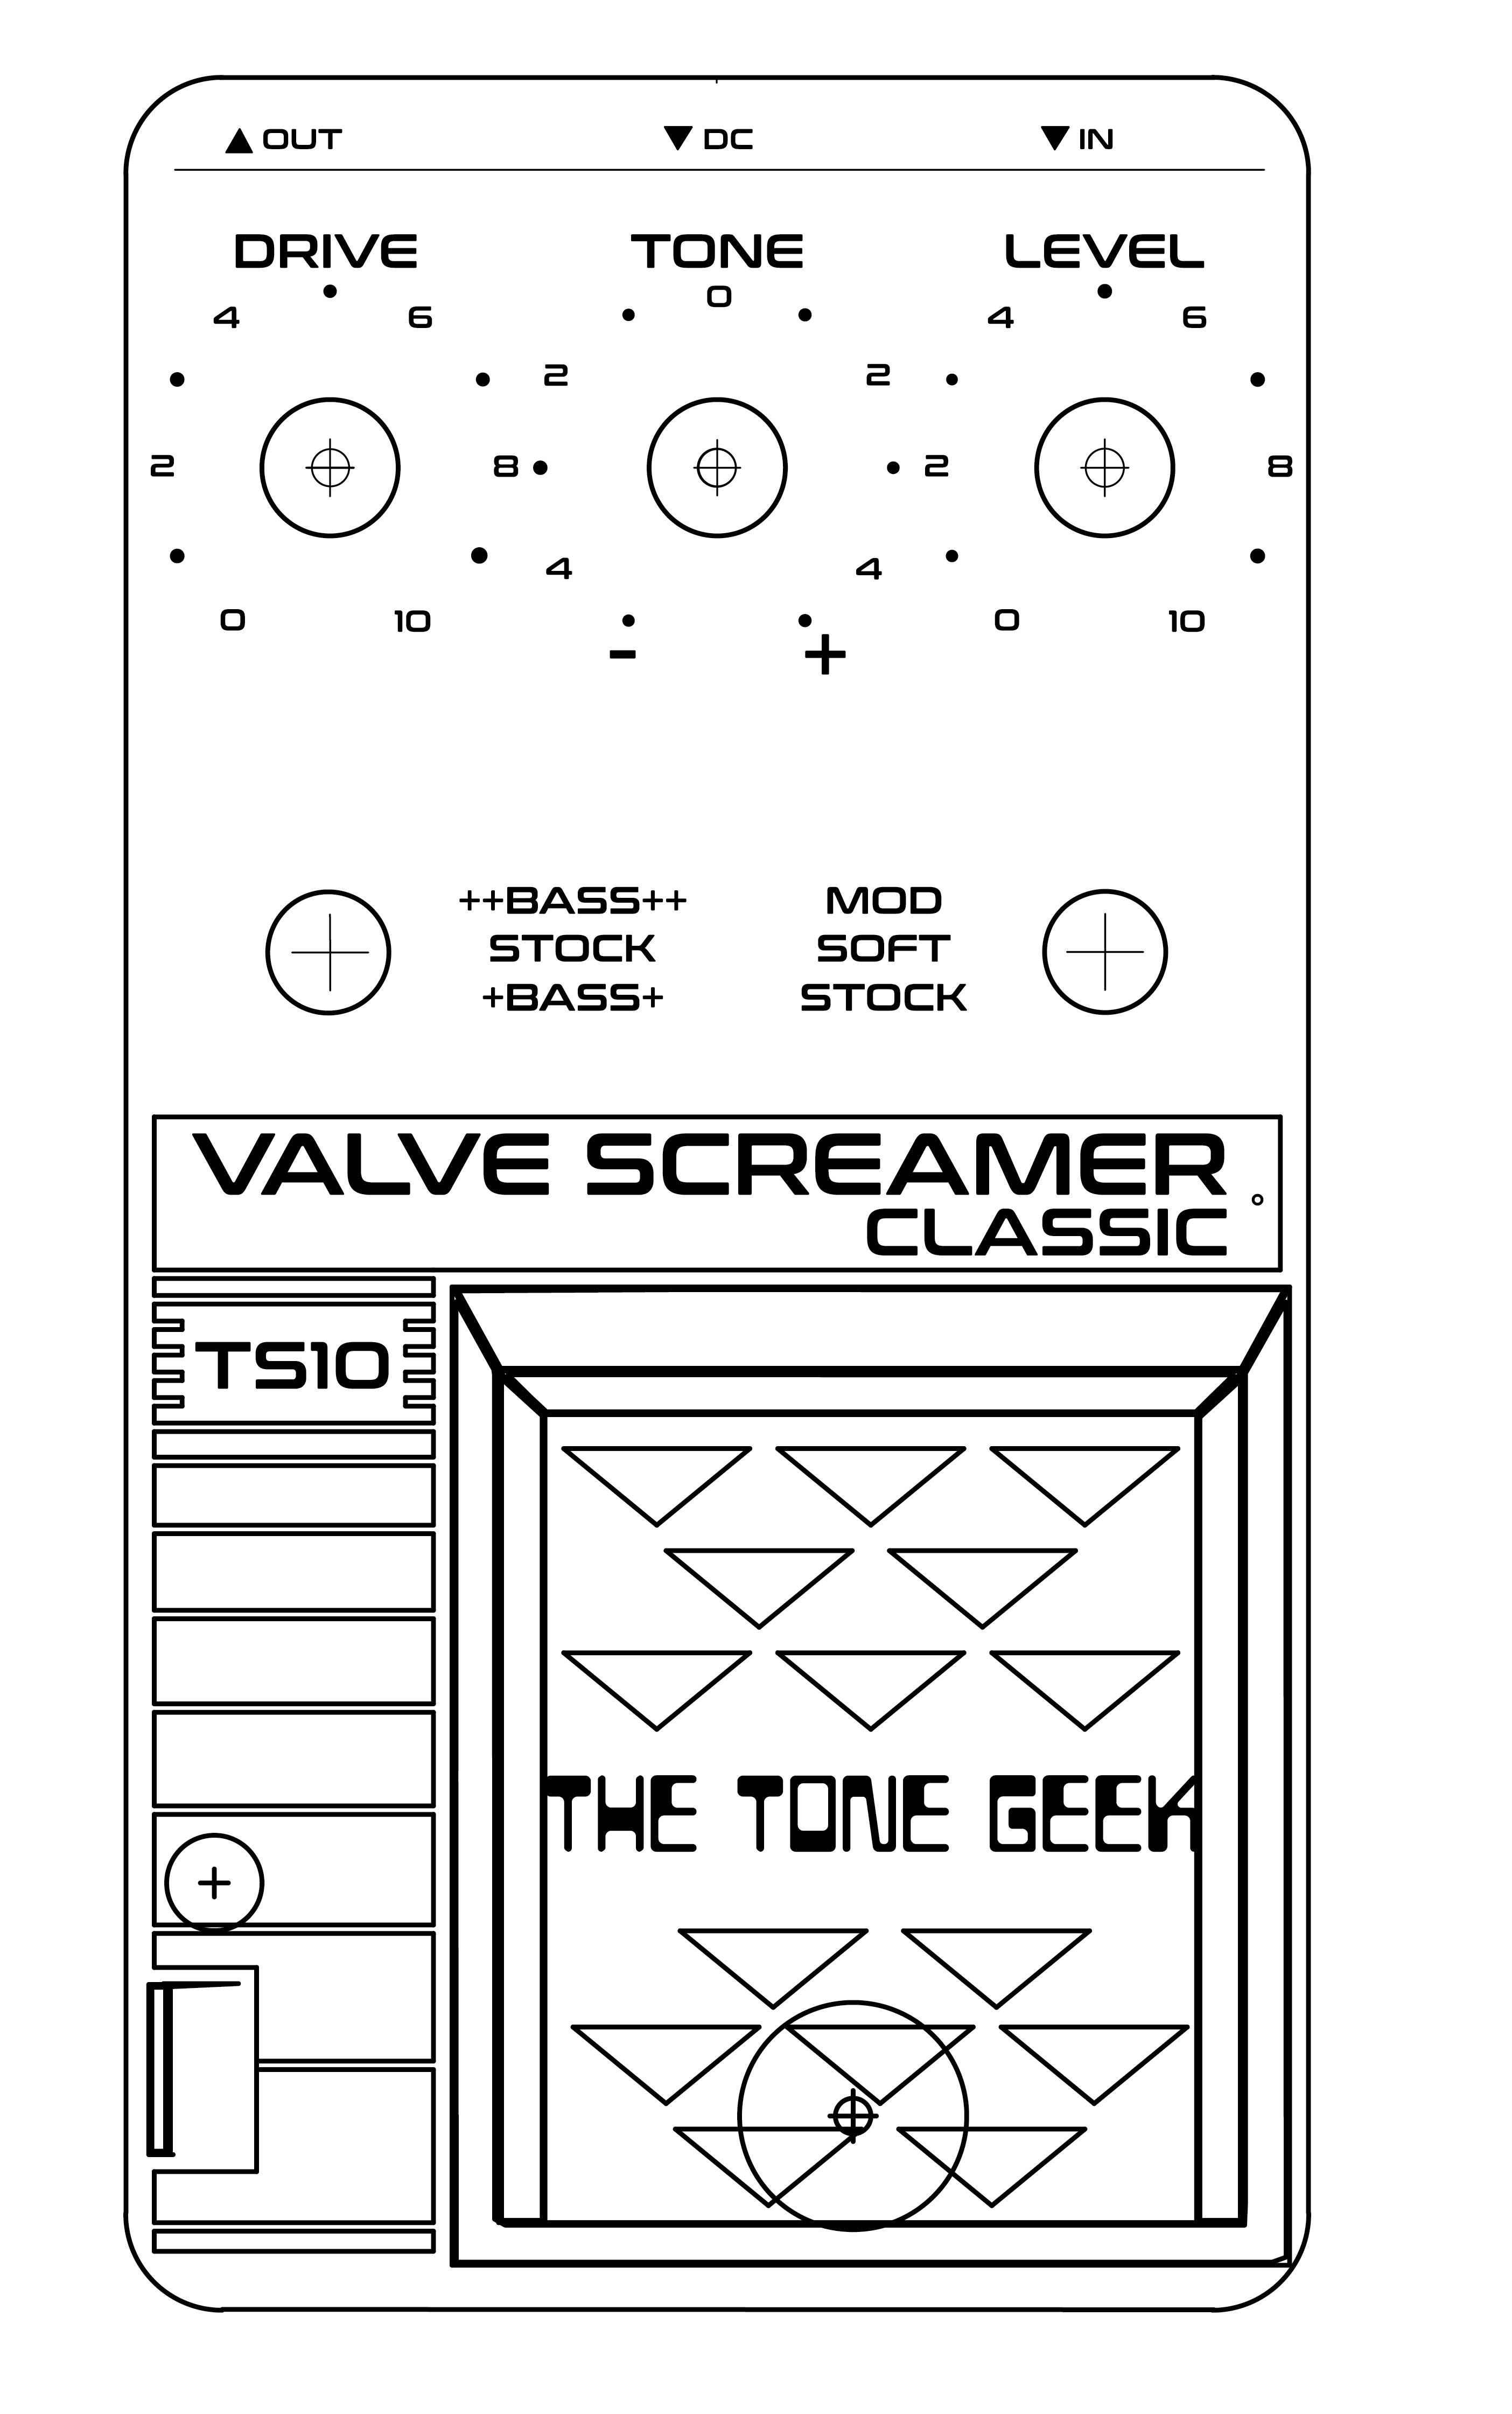 ▲ OUT ▼ DC ▼ IN
DRIVE TONE LEVEL
0
4 6 4 6
2 2
2 8 2 8
4 4
0 10 0 10
- +
++BASS++ MOD
STOCK SOFT
+BASS+ STOCK
VALVE SCREAMER
CLASSIC
TS10
THE TONE GEEK